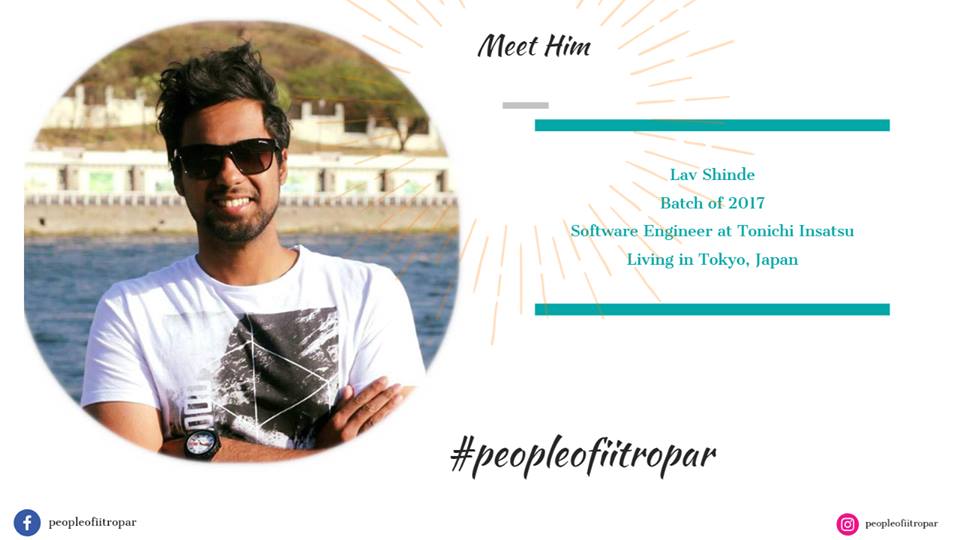 Meet Him
Lav Shinde
Batch of 2017
Software Engineer at Tonichi Insatsu
Living in Tokyo, Japan
#peopleofiitropar
peopleofiitropar
peopleofiitropar